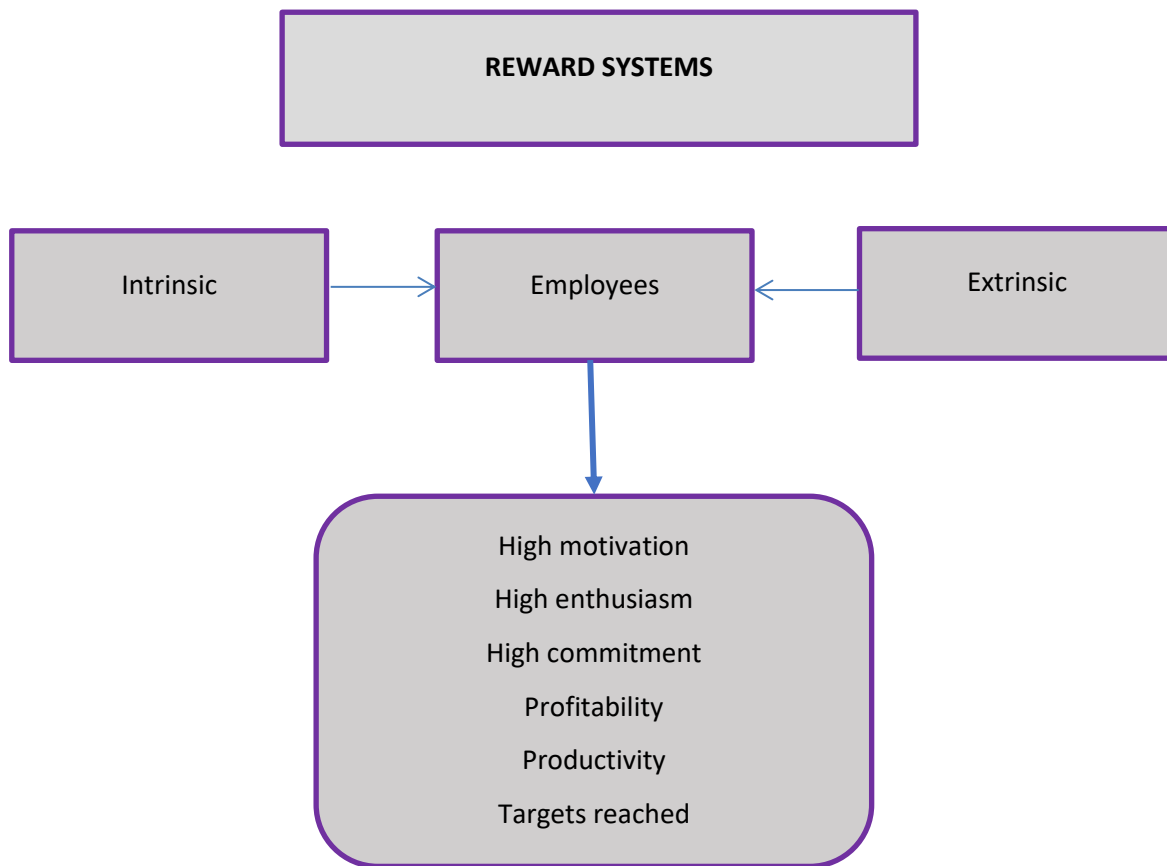 REWARD SYSTEMS
Intrinsic
Employees
Extrinsic
High motivation
High enthusiasm
High commitment
Profitability
Productivity
Targets reached